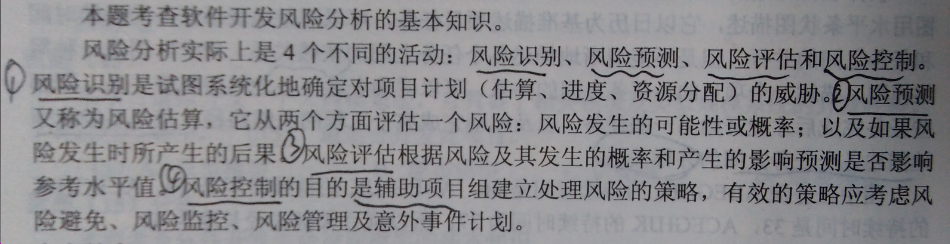 本题考查软件开发风险分析的基本知识。
风险分析实际上是 4 个不同的活动：风险识别、风险预测、风险评估和风险控制。
①风险识别是试图系统化地确定对项目计划（估算、进度、资源分配）的威胁。②风险预测
又称为风险估算，它从两个方面评估一个风险：风险发生的可能性或概率；以及如果风
险发生时所产生的后果。③风险评估根据风险及其发生的概率和产生的影响预测是否影响
参考水平值。④风险控制的目的是辅助项目组建立处理风险的策略，有效的策略应考虑风
险避免、风险监控、风险管理及意外事件计划。